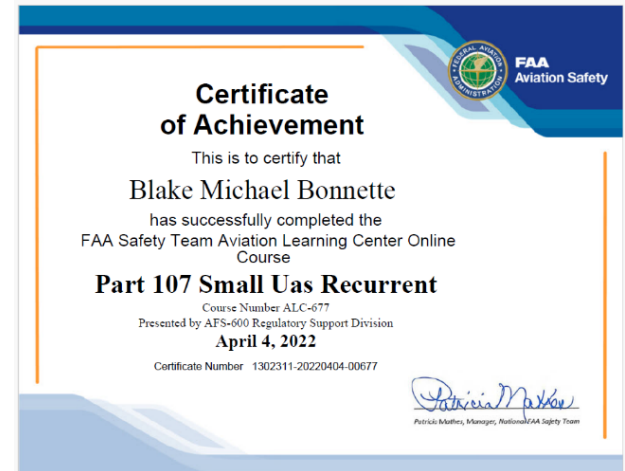 FEDERAL AVIATION ADMINISTRATION
FAA
Aviation Safety
Certificate
of Achievement
This is to certify that
Blake Michael Bonnette
has successfully completed the
FAA Safety Team Aviation Learning Center Online
Course
Part 107 Small Uas Recurrent
Course Number ALC-677
Presented by AFS-600 Regulatory Support Division
April 4, 2022
Certificate Number 1302311-20220404-00677
Patricia Mathes
Patricia Mathes, Manager, National FAA Safety Team